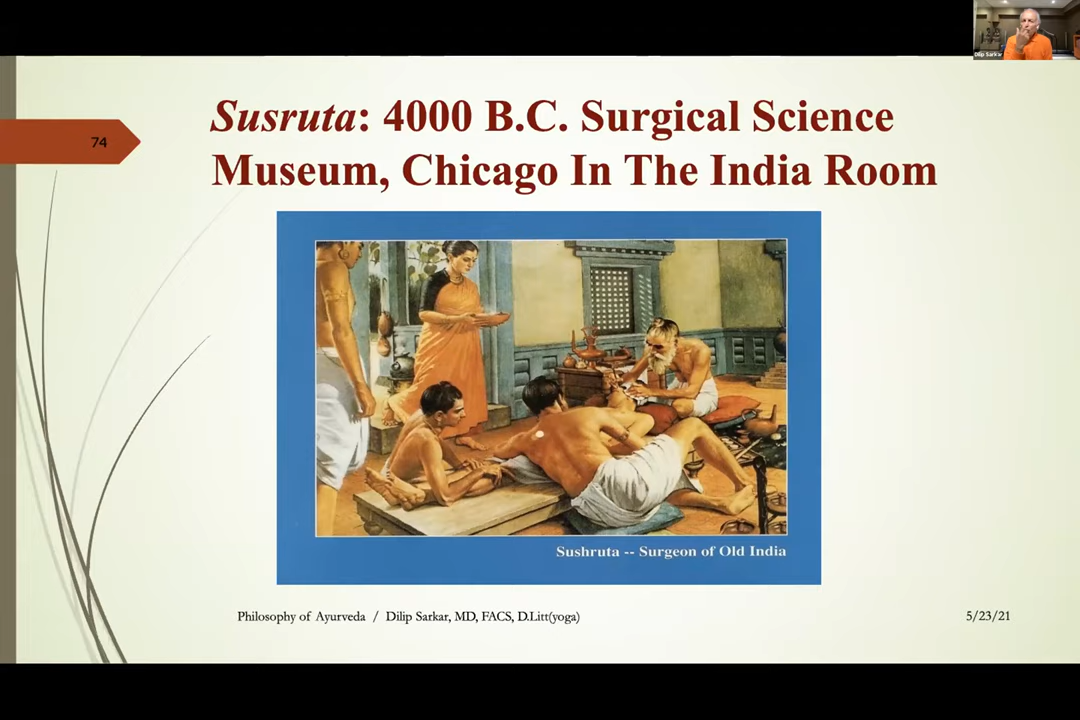 Dilip Sarkar
74
Susruta: 4000 B.C. Surgical Science
Museum, Chicago In The India Room
Sushruta -- Surgeon of Old India
Philosophy of Ayurveda / Dilip Sarkar, MD, FACS, D.Litt(yoga)
5/23/21